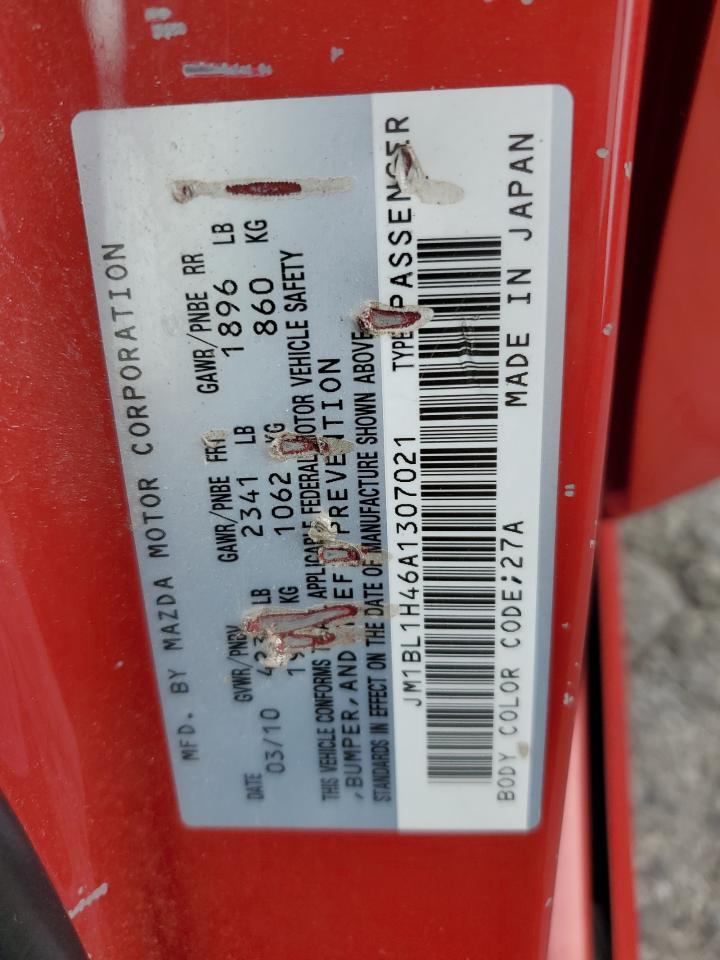 MFD. BY MAZDA MOTOR CORPORATION
DATE GVWR/PNBV GAWR/PNBE FRT GAWR/PNBE RR
03/10 LB 2341 LB 1896 LB
KG 1062 KG 860 KG
THIS VEHICLE CONFORMS APPLICABLE FEDERAL MOTOR VEHICLE SAFETY
,BUMPER,AND PREVENTION
STANDARDS IN EFFECT ON THE DATE OF MANUFACTURE SHOWN ABOVE
JM1BL1H46A1307021 TYPE PASSENGER
BODY COLOR CODE;27A MADE IN JAPAN